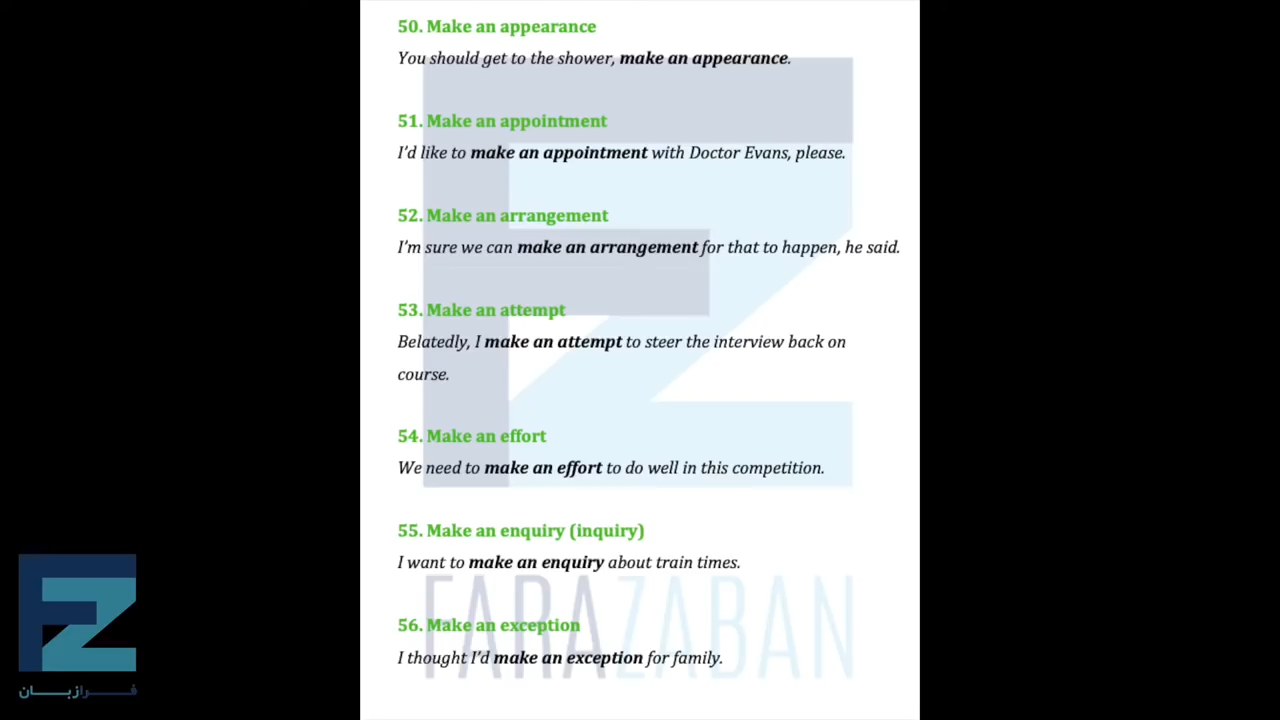 50. Make an appearance
You should get to the shower, make an appearance.
51. Make an appointment
I'd like to make an appointment with Doctor Evans, please.
52. Make an arrangement
I'm sure we can make an arrangement for that to happen, he said.
53. Make an attempt
Belatedly, I make an attempt to steer the interview back on
course.
54. Make an effort
We need to make an effort to do well in this competition.
55. Make an enquiry (inquiry)
I want to make an enquiry about train times.
56. Make an exception
I thought I'd make an exception for family.
FARAZABAN
FZ
فرازبان